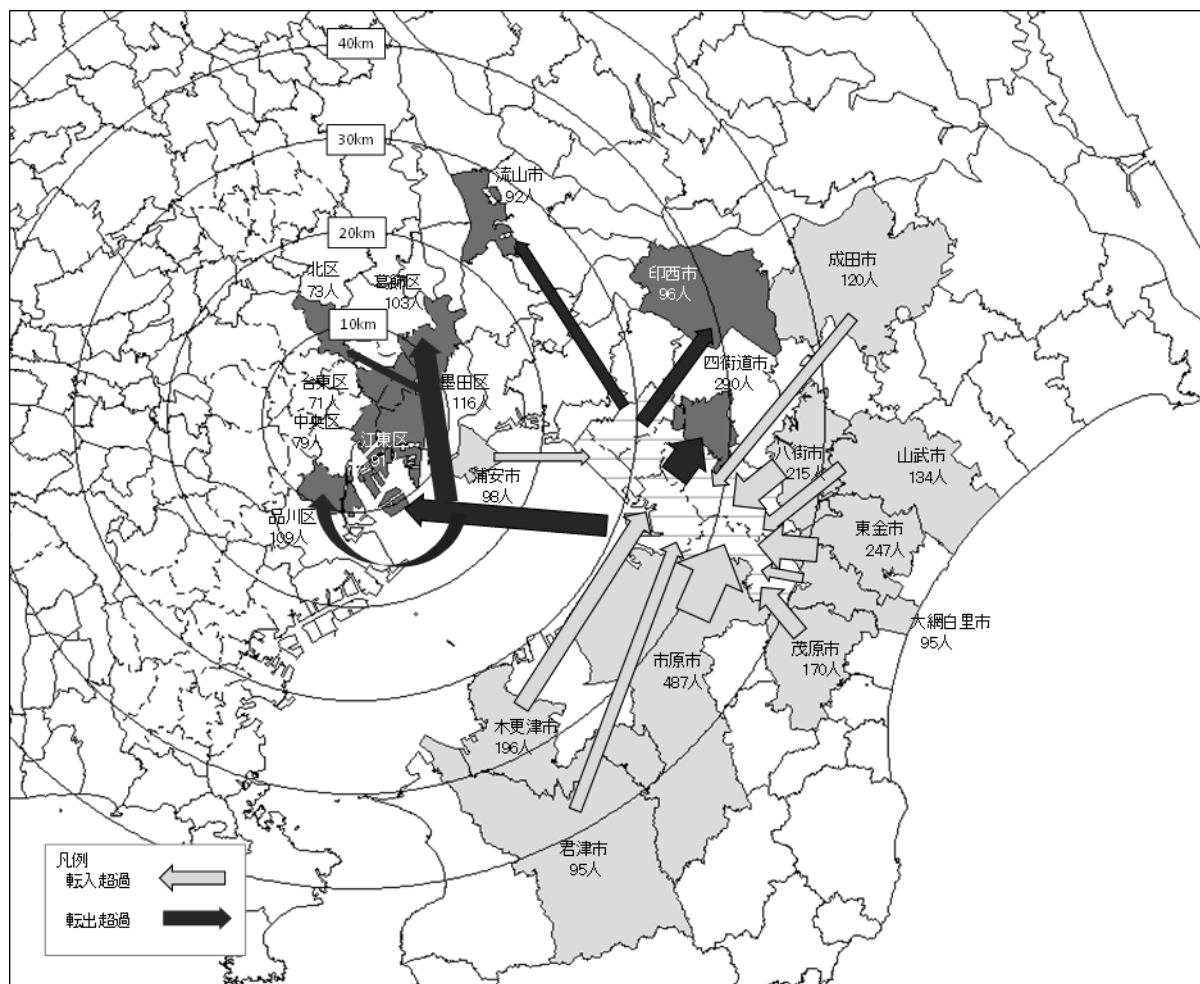 40km
30km
流山市
92人
20km
成田市
120人
北区
73人
葛飾区
103人
印西市
96人
10km
四街道市
290人
台東区
71人
墨田区
116人
中央区
79人
江東区
91人
八街市
215人
山武市
134人
浦安市
98人
品川区
109人
東金市
247人
大網白里市
95人
市原市
487人
茂原市
170人
木更津市
196人
君津市
95人
凡例
転入超過
転出超過